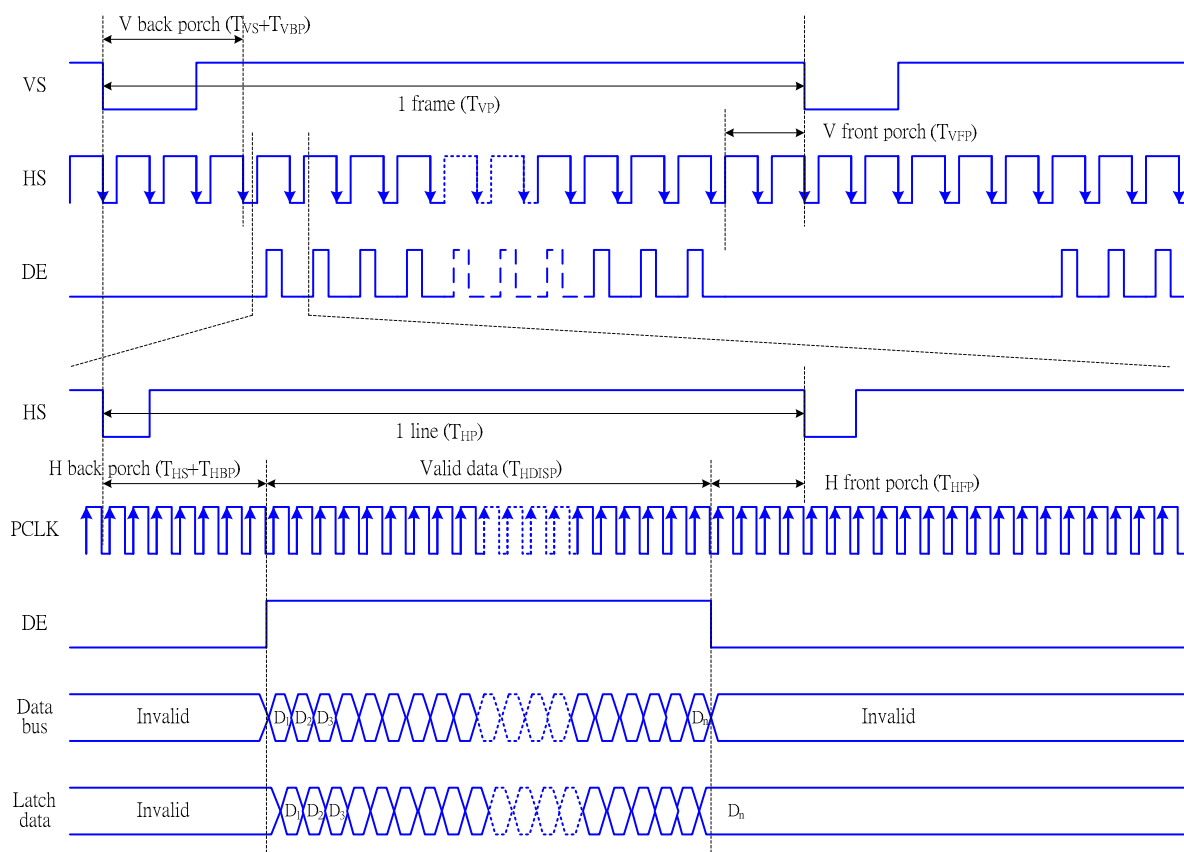 V back porch (TVS+TVBP)
VS
1 frame (TVP)
V front porch (TVFP)
HS
DE
HS
1 line (THP)
H back porch (THS+THBP)
Valid data (THDISP)
H front porch (THFP)
PCLK
DE
Data
bus
Invalid
D1 D2 D3
Dn
Invalid
Latch
data
Invalid
D1 D2 D3
Dn